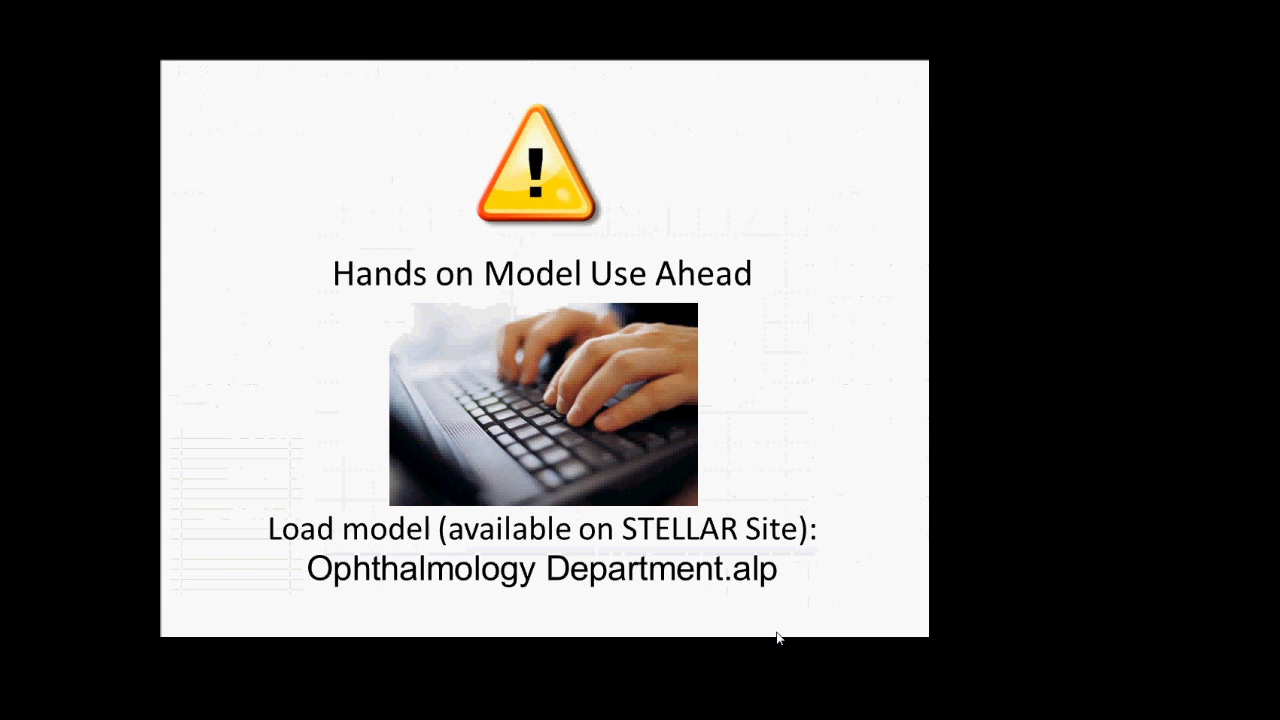 Hands on Model Use Ahead
Load model (available on STELLAR Site):
Ophthalmology Department.alp